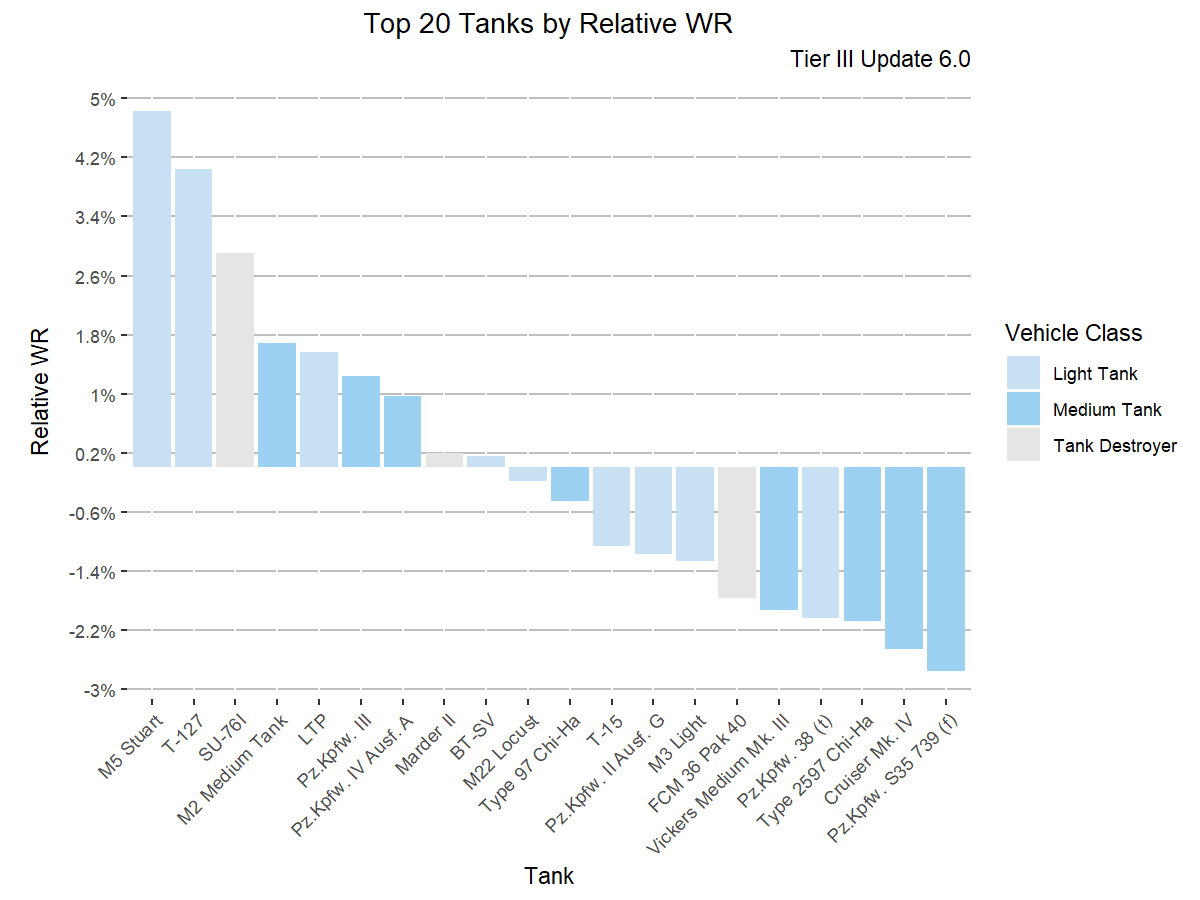 Top 20 Tanks by Relative WR
Tier III Update 6.0
5%
4.2%
3.4%
2.6%
1.8%
1%
0.2%
-0.6%
-1.4%
-2.2%
-3%
Relative WR
M5 Stuart
T-127
SU-76I
M2 Medium Tank
LTP
Pz.Kpfw. III
Pz.Kpfw. IV Ausf. A
Marder II
BT-SV
M22 Locust
Type 97 Chi-Ha
T-15
Pz.Kpfw. II Ausf. G
M3 Light
FCM 36 Pak 40
Vickers Medium Mk. III
Pz.Kpfw. 38 (t)
Type 2597 Chi-Ha
Cruiser Mk. IV
Pz.Kpfw. S35 739 (f)
Tank
Vehicle Class
Light Tank
Medium Tank
Tank Destroyer